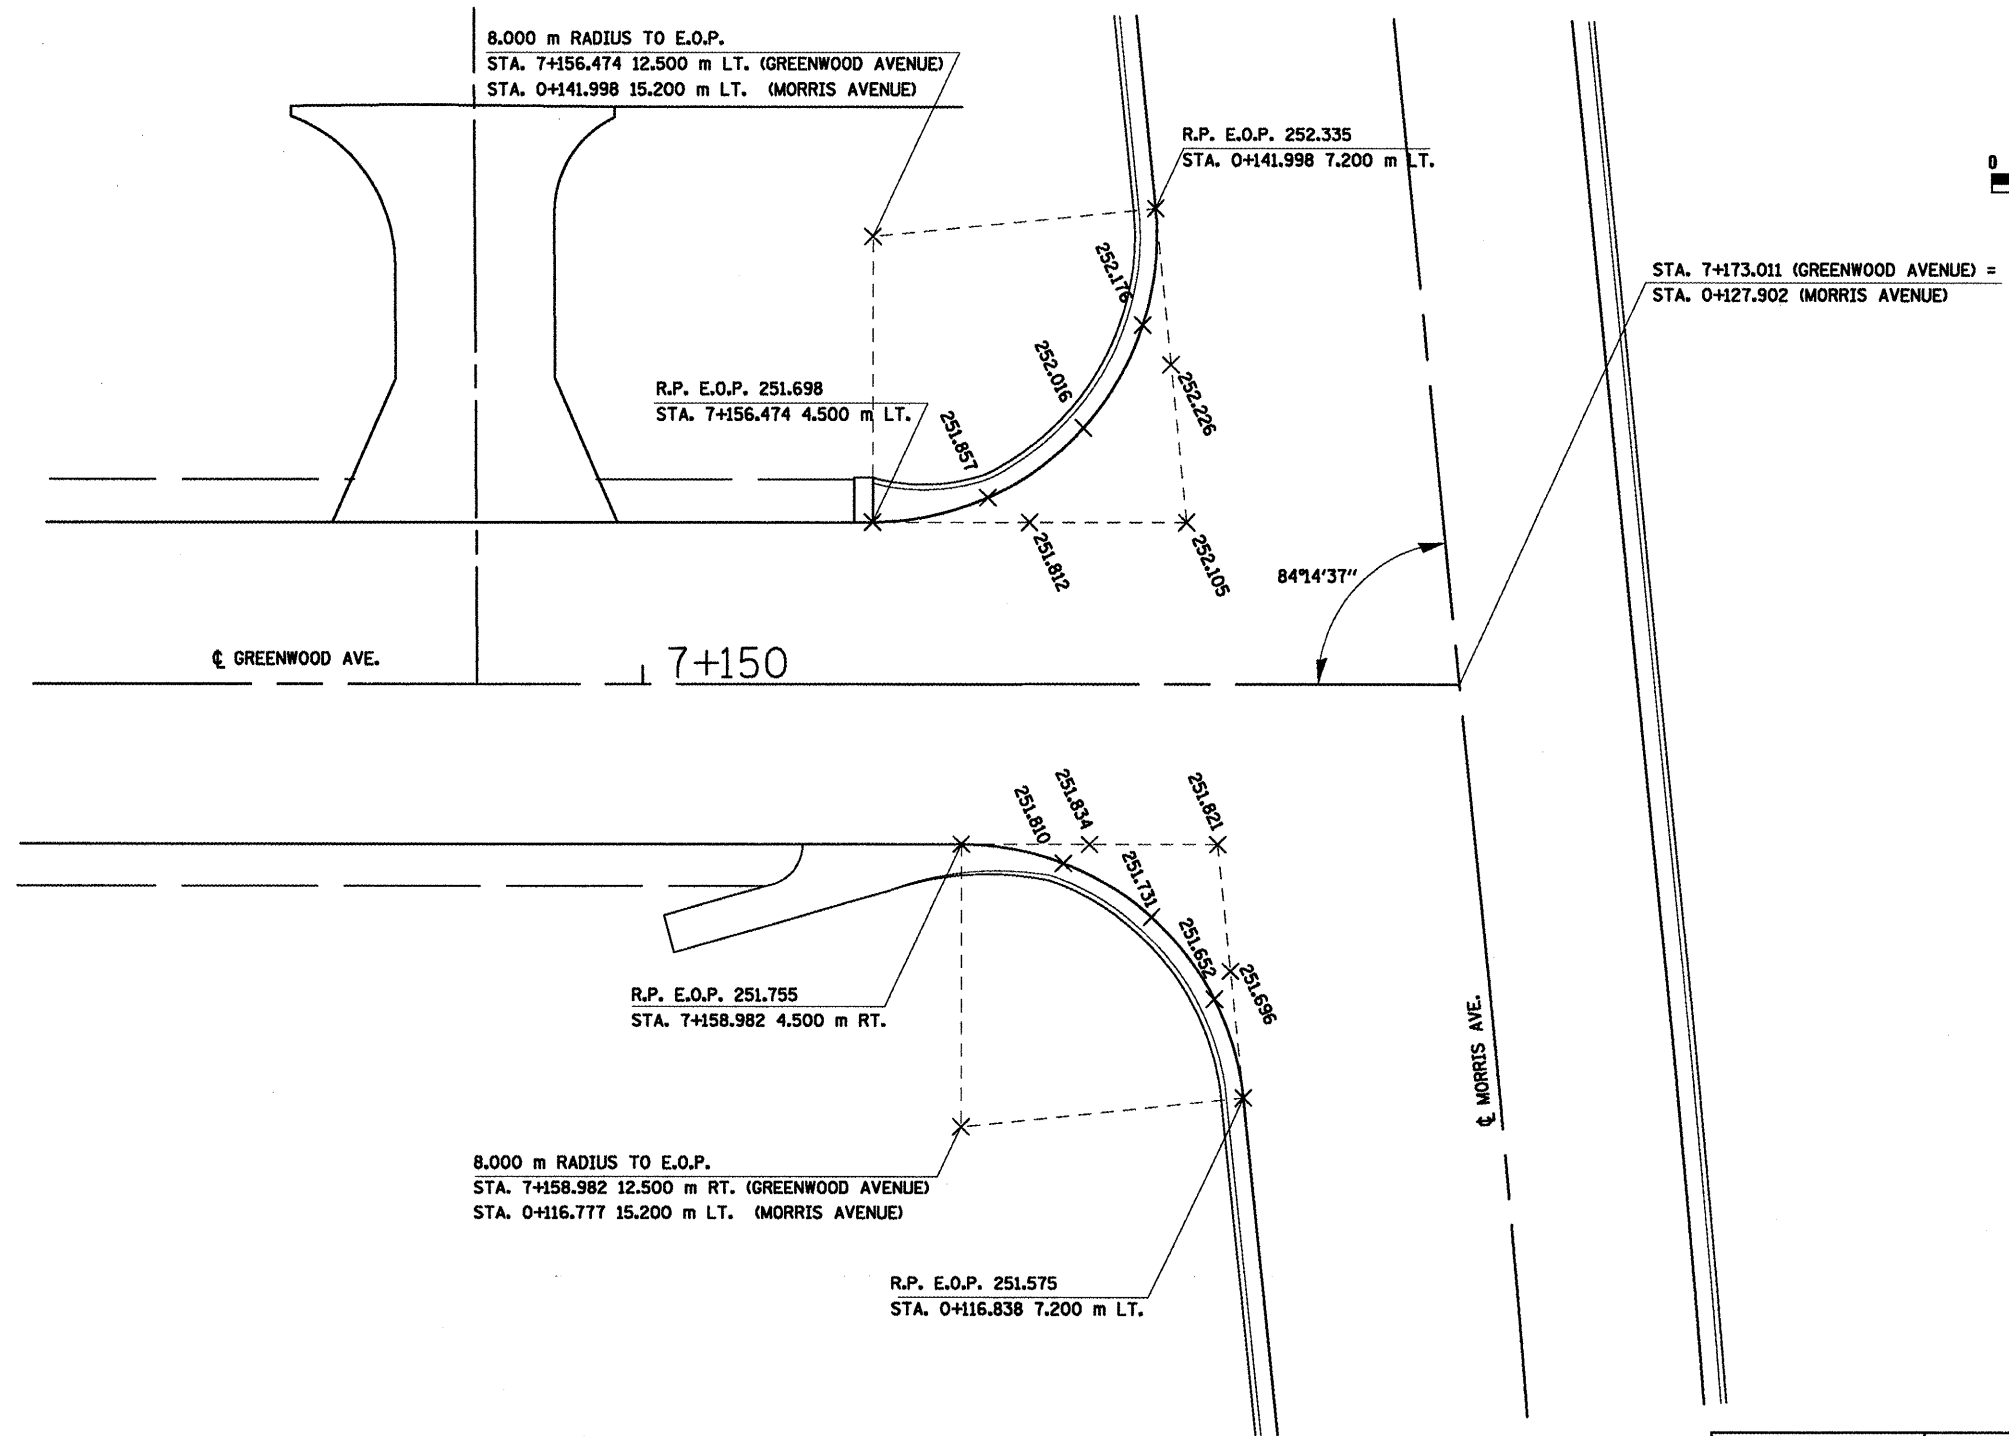 8.000 m RADIUS TO E.O.P.
STA. 7+156.474 12.500 m LT. (GREENWOOD AVENUE)
STA. 0+141.998 15.200 m LT. (MORRIS AVENUE)
R.P. E.O.P. 252.335
STA. 0+141.998 7.200 m LT.
0
STA. 7+173.011 (GREENWOOD AVENUE) =
STA. 0+127.902 (MORRIS AVENUE)
252.176
252.016
252.226
R.P. E.O.P. 251.698
STA. 7+156.474 4.500 m LT.
251.857
251.812
252.105
84°14'37"
℄ GREENWOOD AVE.
7+150
251.810
251.834
251.821
251.731
251.652
251.696
R.P. E.O.P. 251.755
STA. 7+158.982 4.500 m RT.
℄ MORRIS AVE.
8.000 m RADIUS TO E.O.P.
STA. 7+158.982 12.500 m RT. (GREENWOOD AVENUE)
STA. 0+116.777 15.200 m LT. (MORRIS AVENUE)
R.P. E.O.P. 251.575
STA. 0+116.838 7.200 m LT.